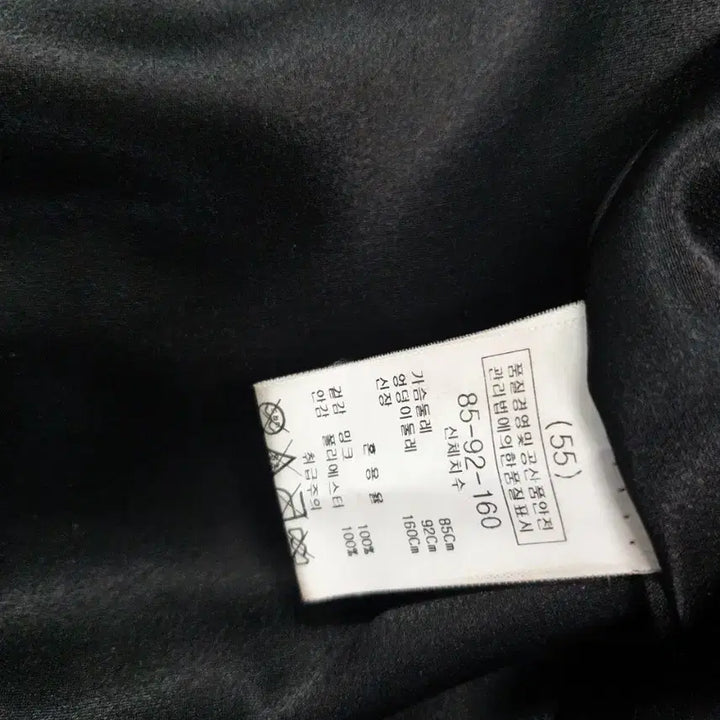 (55)
품질경영및공산품안전
관리법에의한품질표시
85-92-160
신체치수
가슴둘레 85Cm
엉덩이둘레 92Cm
신장 160Cm
혼용율
겉감 밍크 100%
안감 폴리에스터 100%
취급주의